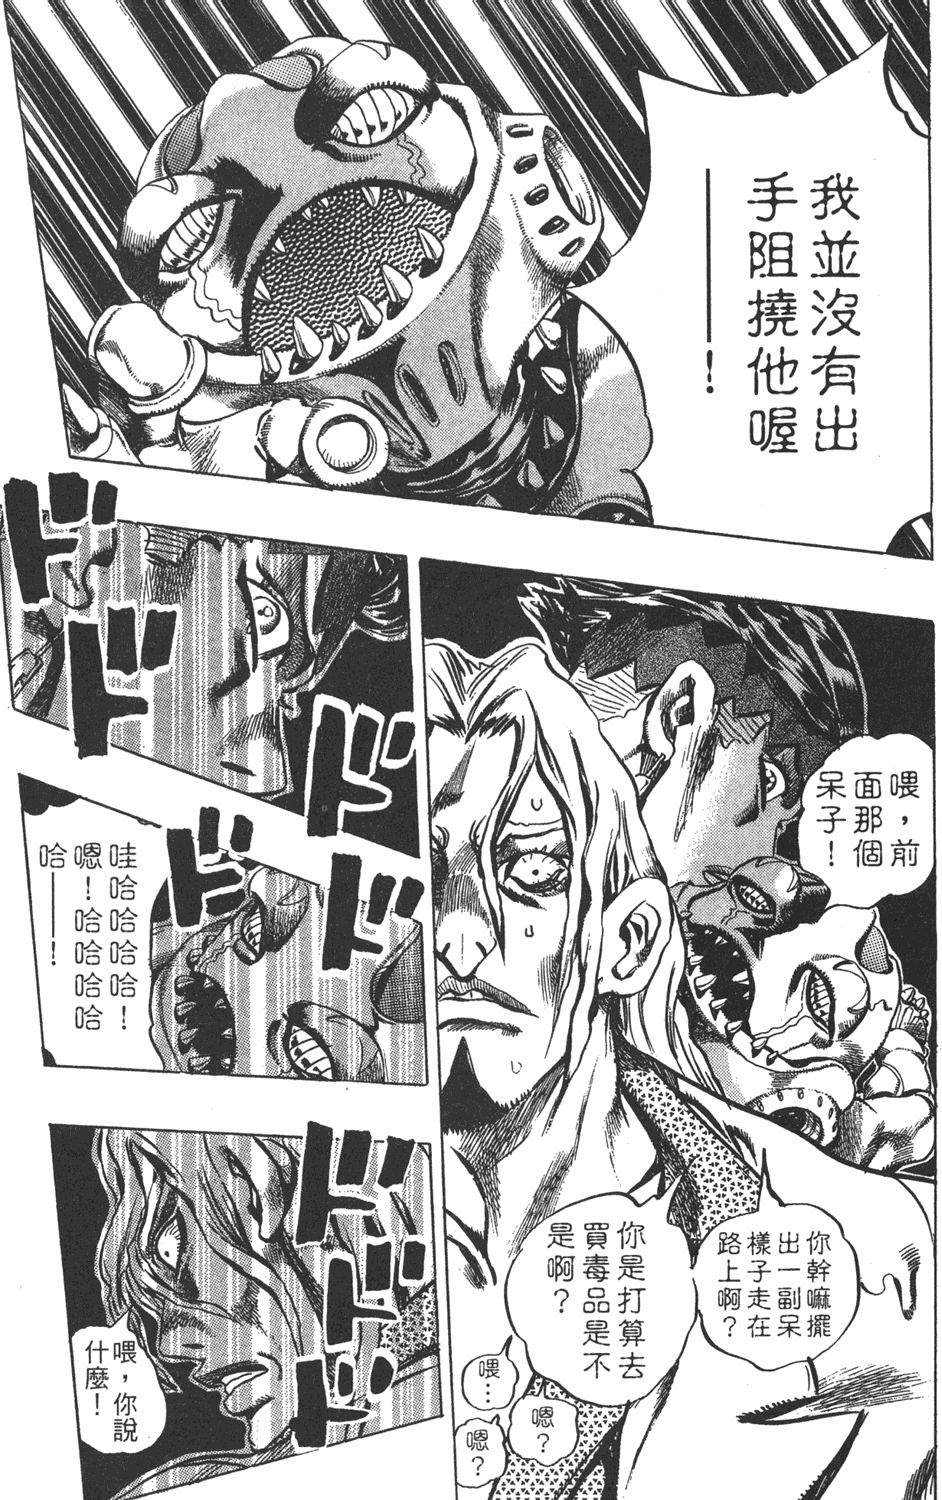 我並沒有出
手阻撓他喔
——！
喂，前
面那個
呆子！
你幹嘛擺
出一副呆
樣子走在
路上啊？
你是打算去
買毒品是不
是啊？
喂…
嗯？
嗯？
ドド
ドド
哇哈哈哈哈！
嗯！哈哈哈哈
哈——！
ド
ドド
喂，你說
什麼！